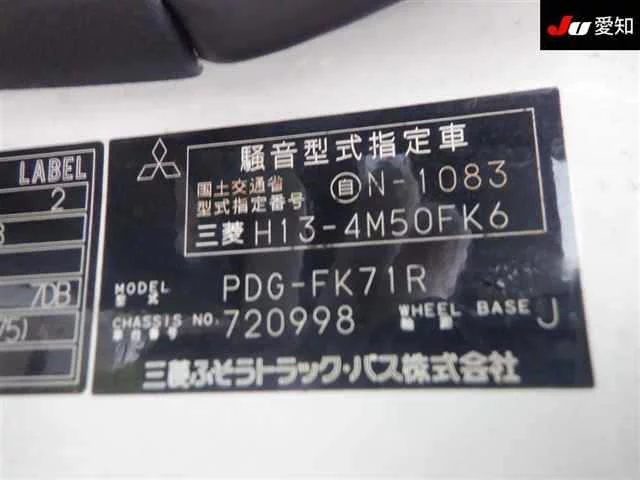 JU 愛知
LABEL
2
/DB
/5)
騒音型式指定車
国土交通省
型式指定番号
自 N-1083
三菱 H13-4M50FK6
MODEL
型式
PDG-FK71R
CHASSIS NO.
車台番号
720998
WHEEL BASE
軸距
J
三菱ふそうトラック・バス株式会社